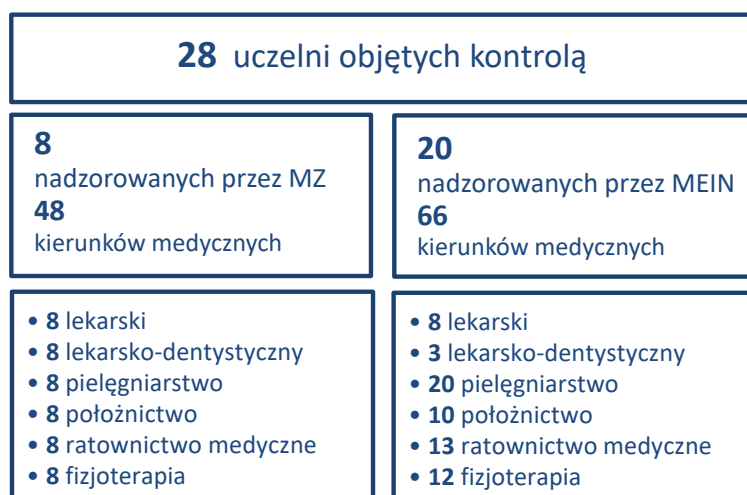 28 uczelni objętych kontrolą
8
nadzorowanych przez MZ
48
kierunków medycznych
20
nadzorowanych przez MEIN
66
kierunków medycznych
• 8 lekarski
• 8 lekarsko-dentystyczny
• 8 pielęgniarstwo
• 8 położnictwo
• 8 ratownictwo medyczne
• 8 fizjoterapia
• 8 lekarski
• 3 lekarsko-dentystyczny
• 20 pielęgniarstwo
• 10 położnictwo
• 13 ratownictwo medyczne
• 12 fizjoterapia